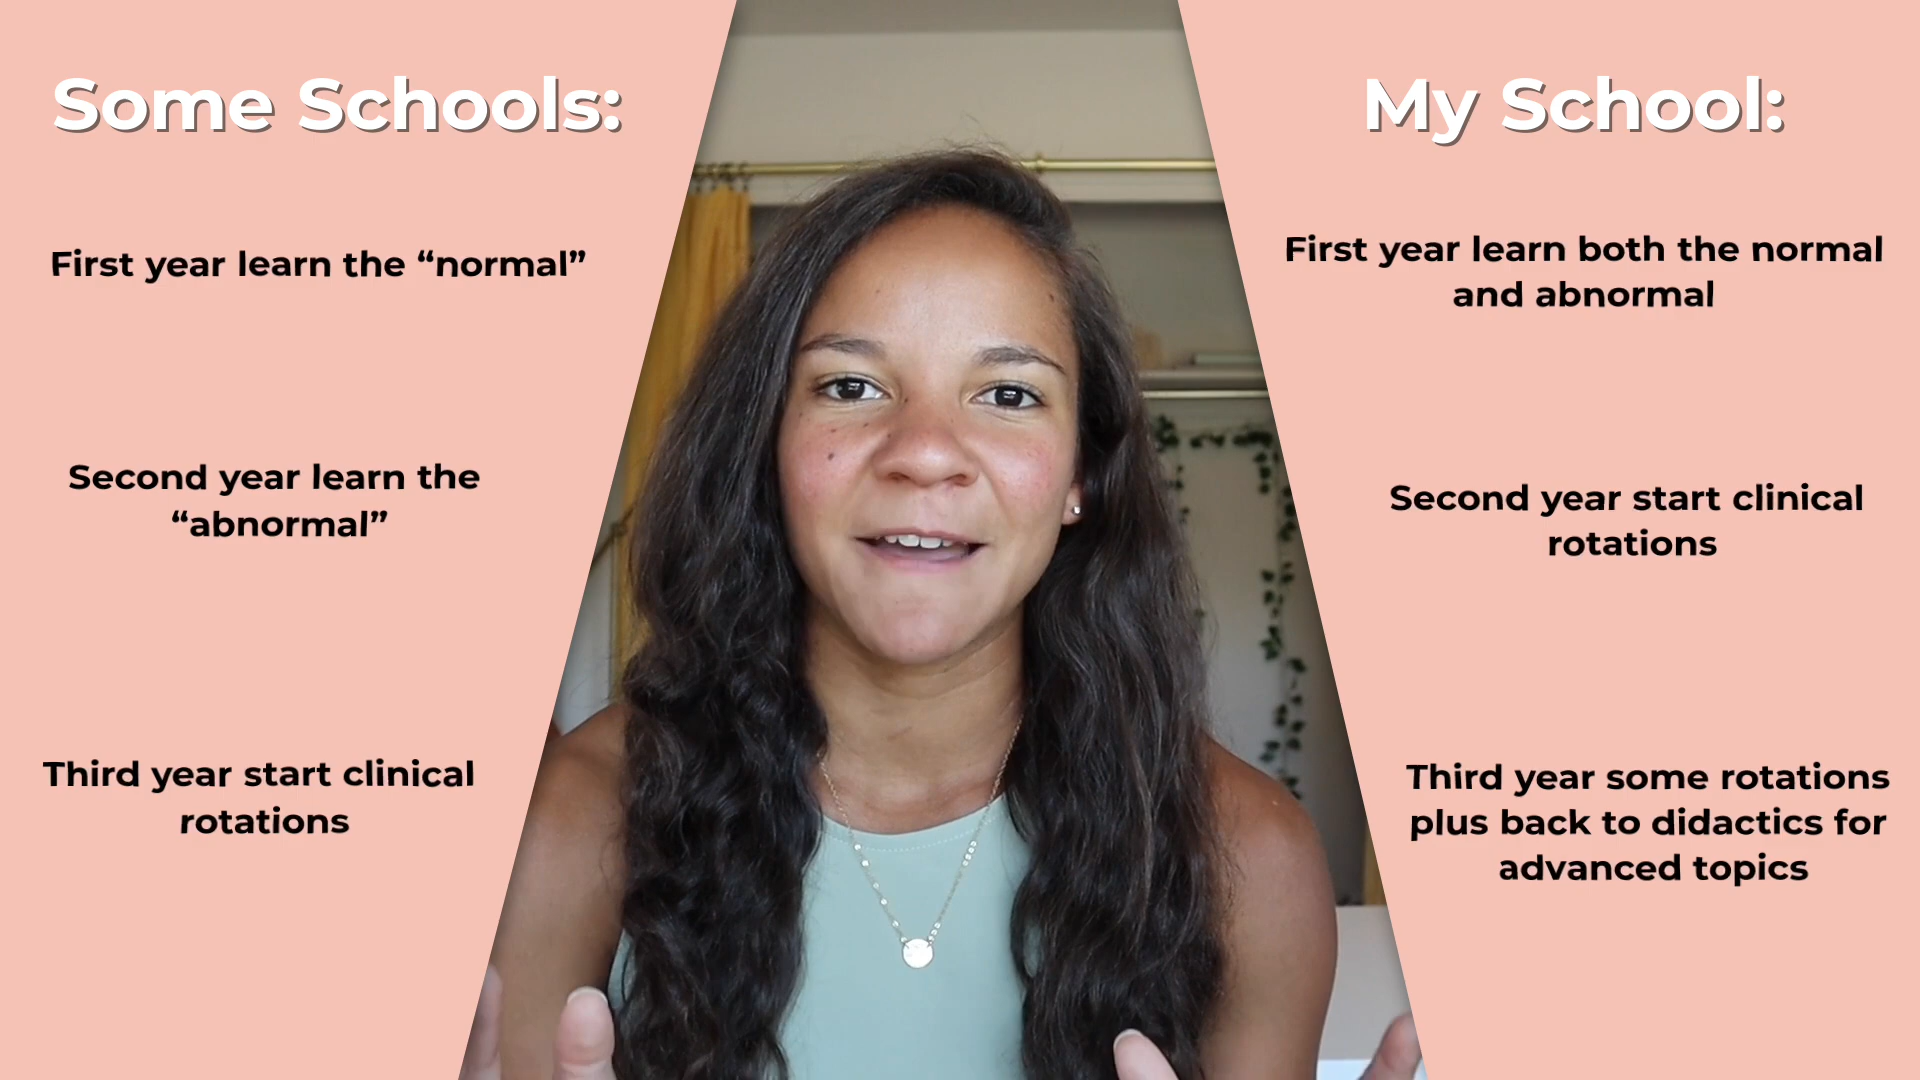 Some Schools:
First year learn the “normal”
Second year learn the
“abnormal”
Third year start clinical
rotations
My School:
First year learn both the normal
and abnormal
Second year start clinical
rotations
Third year some rotations
plus back to didactics for
advanced topics